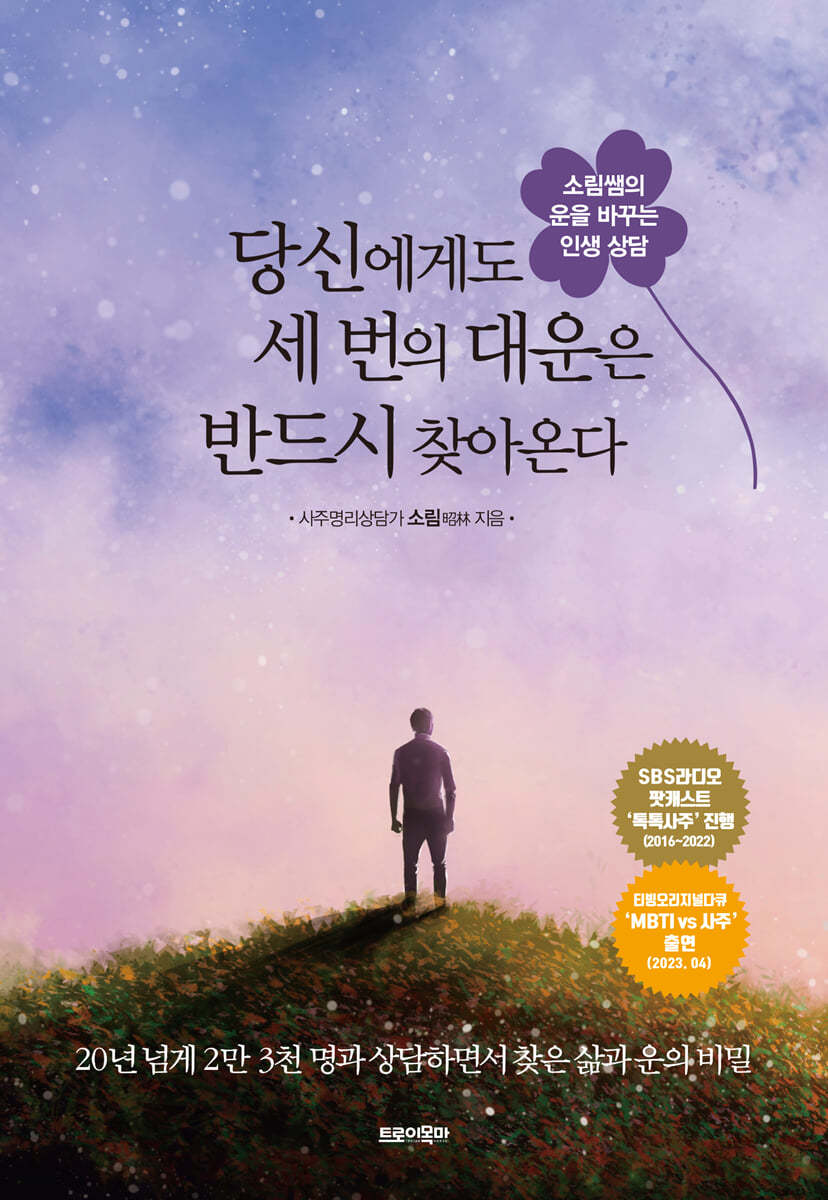 소림쌤의
운을 바꾸는
인생 상담
당신에게도
세 번의 대운은
반드시 찾아온다
• 사주명리상담가 소림昭林 지음 •
SBS라디오
팟캐스트
‘톡톡사주’ 진행
(2016~2022)
티빙오리지널다큐
‘MBTI vs 사주’
출연
(2023. 04)
20년 넘게 2만 3천 명과 상담하면서 찾은 삶과 운의 비밀
트로이목마